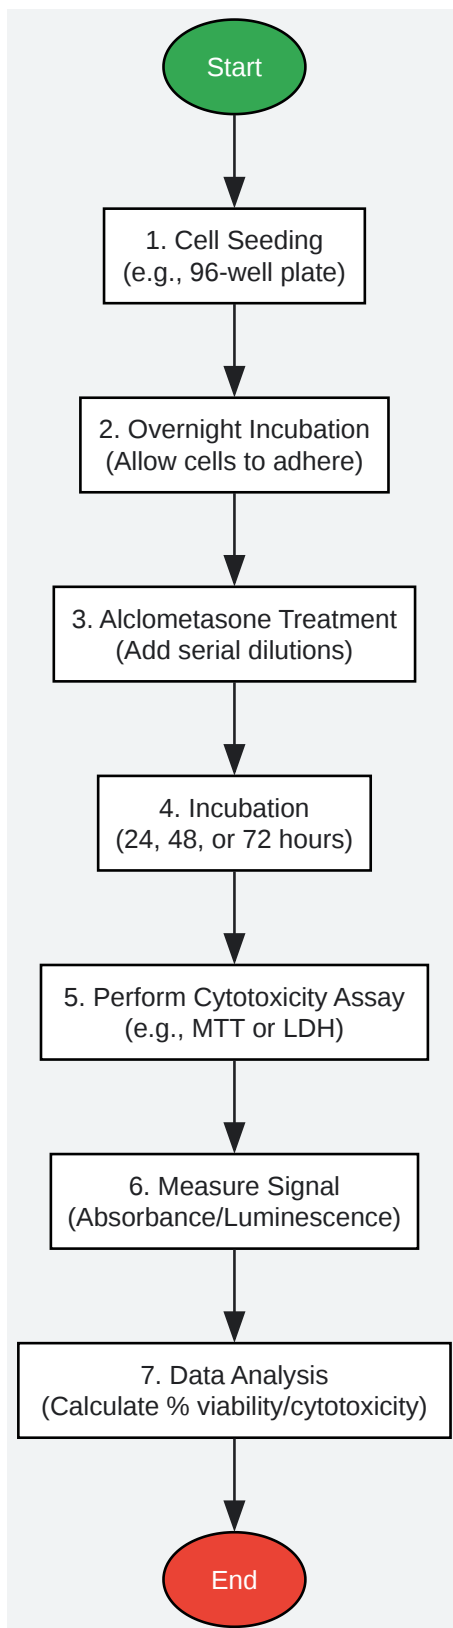 Start
1. Cell Seeding
(e.g., 96-well plate)
2. Overnight Incubation
(Allow cells to adhere)
3. Alclometasone Treatment
(Add serial dilutions)
4. Incubation
(24, 48, or 72 hours)
5. Perform Cytotoxicity Assay
(e.g., MTT or LDH)
6. Measure Signal
(Absorbance/Luminescence)
7. Data Analysis
(Calculate % viability/cytotoxicity)
End